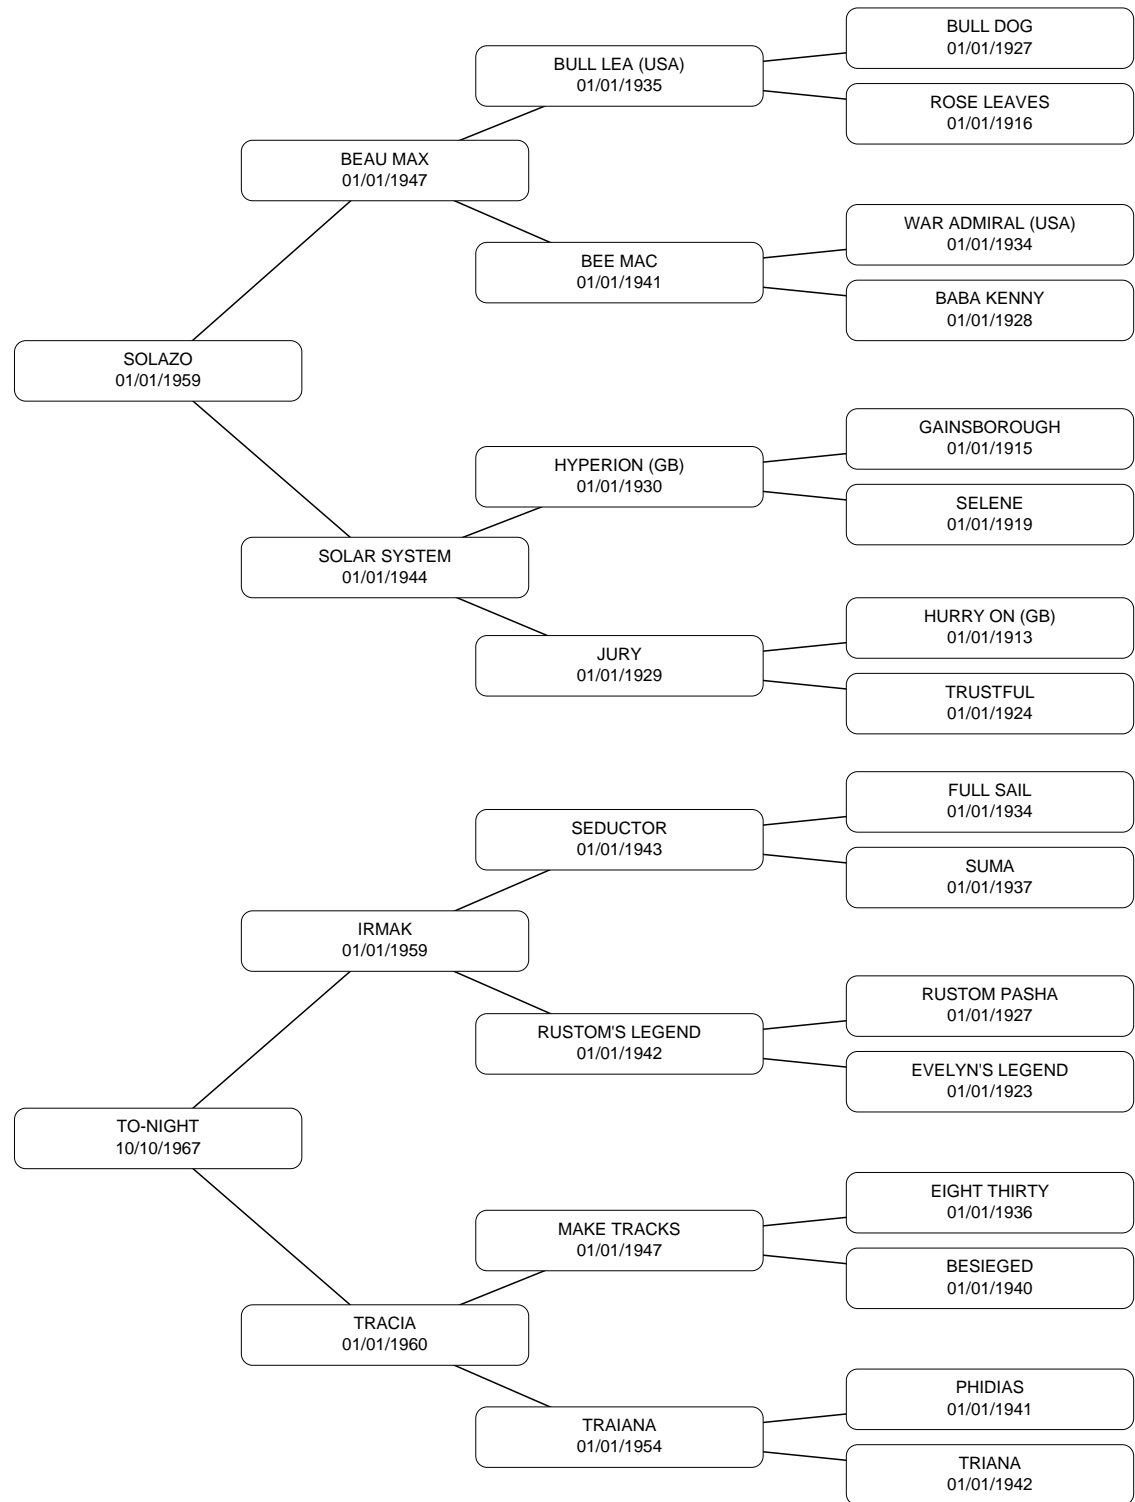 BULL DOG
01/01/1927
BULL LEA (USA)
01/01/1935
ROSE LEAVES
01/01/1916
BEAU MAX
01/01/1947
WAR ADMIRAL (USA)
01/01/1934
BEE MAC
01/01/1941
BABA KENNY
01/01/1928
SOLAZO
01/01/1959
GAINSBOROUGH
01/01/1915
HYPERION (GB)
01/01/1930
SELENE
01/01/1919
SOLAR SYSTEM
01/01/1944
HURRY ON (GB)
01/01/1913
JURY
01/01/1929
TRUSTFUL
01/01/1924
FULL SAIL
01/01/1934
SEDUCTOR
01/01/1943
SUMA
01/01/1937
IRMAK
01/01/1959
RUSTOM PASHA
01/01/1927
RUSTOM'S LEGEND
01/01/1942
EVELYN'S LEGEND
01/01/1923
TO-NIGHT
10/10/1967
EIGHT THIRTY
01/01/1936
MAKE TRACKS
01/01/1947
BESIEGED
01/01/1940
TRACIA
01/01/1960
PHIDIAS
01/01/1941
TRAIANA
01/01/1954
TRIANA
01/01/1942